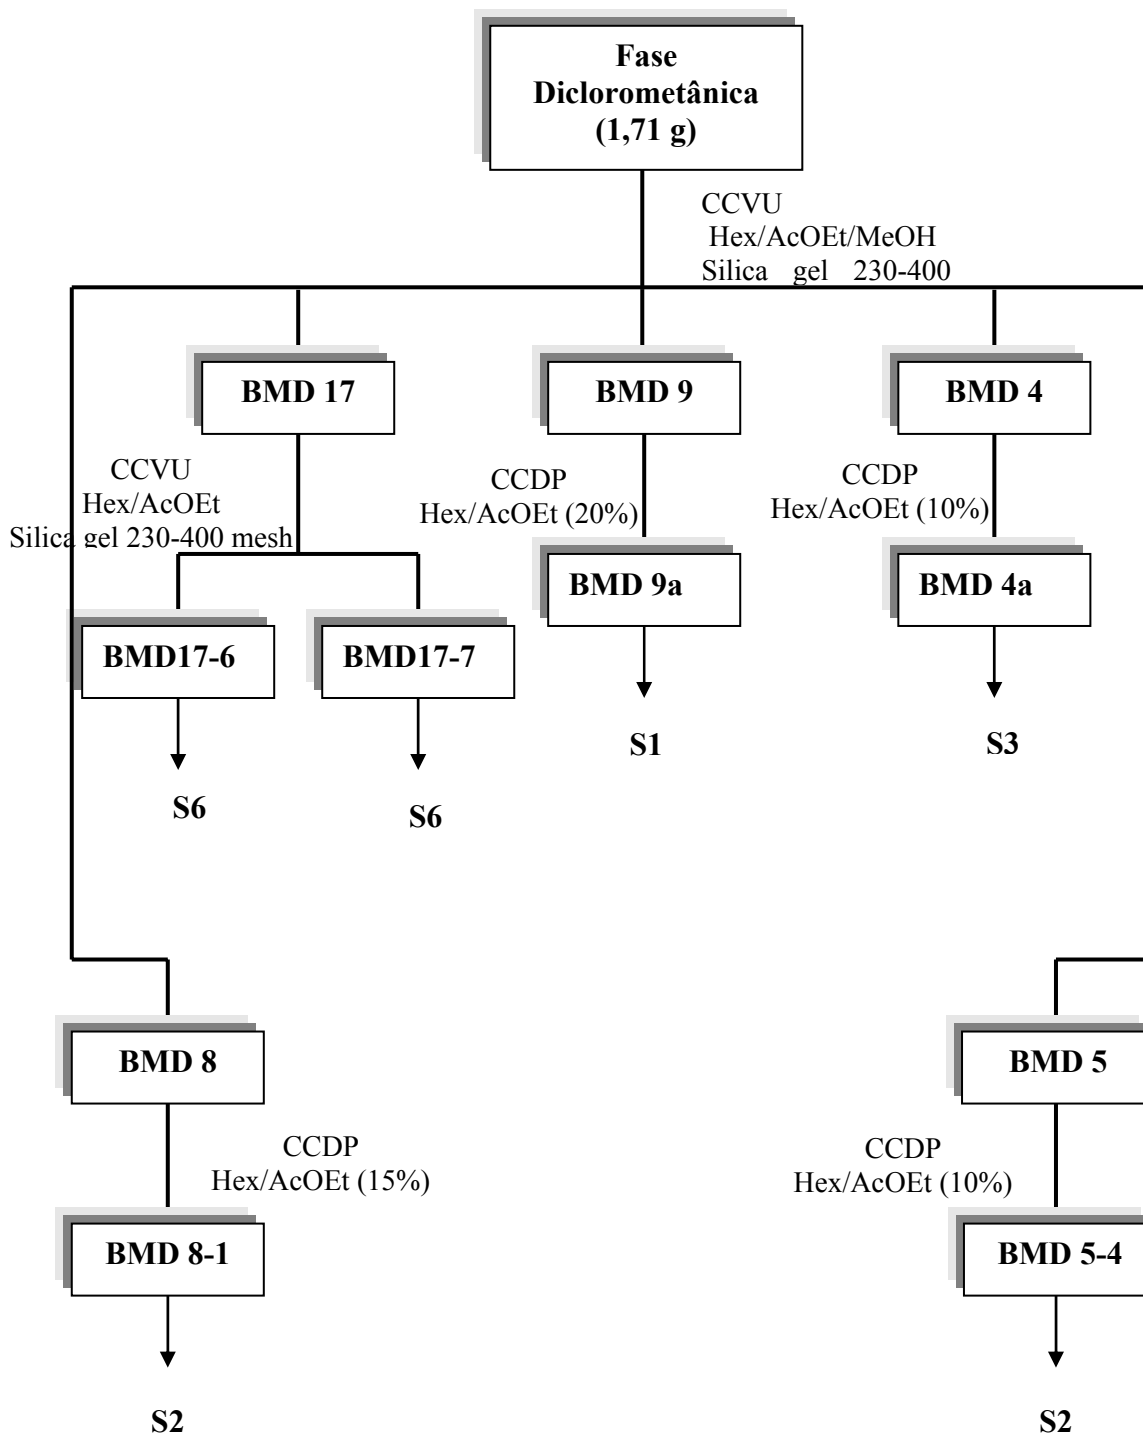 Fase
Diclorometânica
(1,71 g)
CCVU
Hex/AcOEt/MeOH
Silica gel 230-400
BMD 17
BMD 9
BMD 4
CCVU
Hex/AcOEt
Silica gel 230-400 mesh
CCDP
Hex/AcOEt (20%)
CCDP
Hex/AcOEt (10%)
BMD 9a
BMD 4a
BMD17-6
BMD17-7
S1
S3
S6
S6
BMD 8
BMD 5
CCDP
Hex/AcOEt (15%)
CCDP
Hex/AcOEt (10%)
BMD 8-1
BMD 5-4
S2
S2